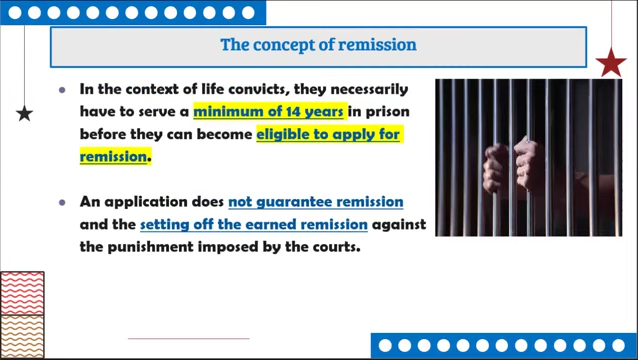 The concept of remission
In the context of life convicts, they necessarily
have to serve a minimum of 14 years in prison
before they can become eligible to apply for
remission.
An application does not guarantee remission
and the setting off the earned remission against
the punishment imposed by the courts.